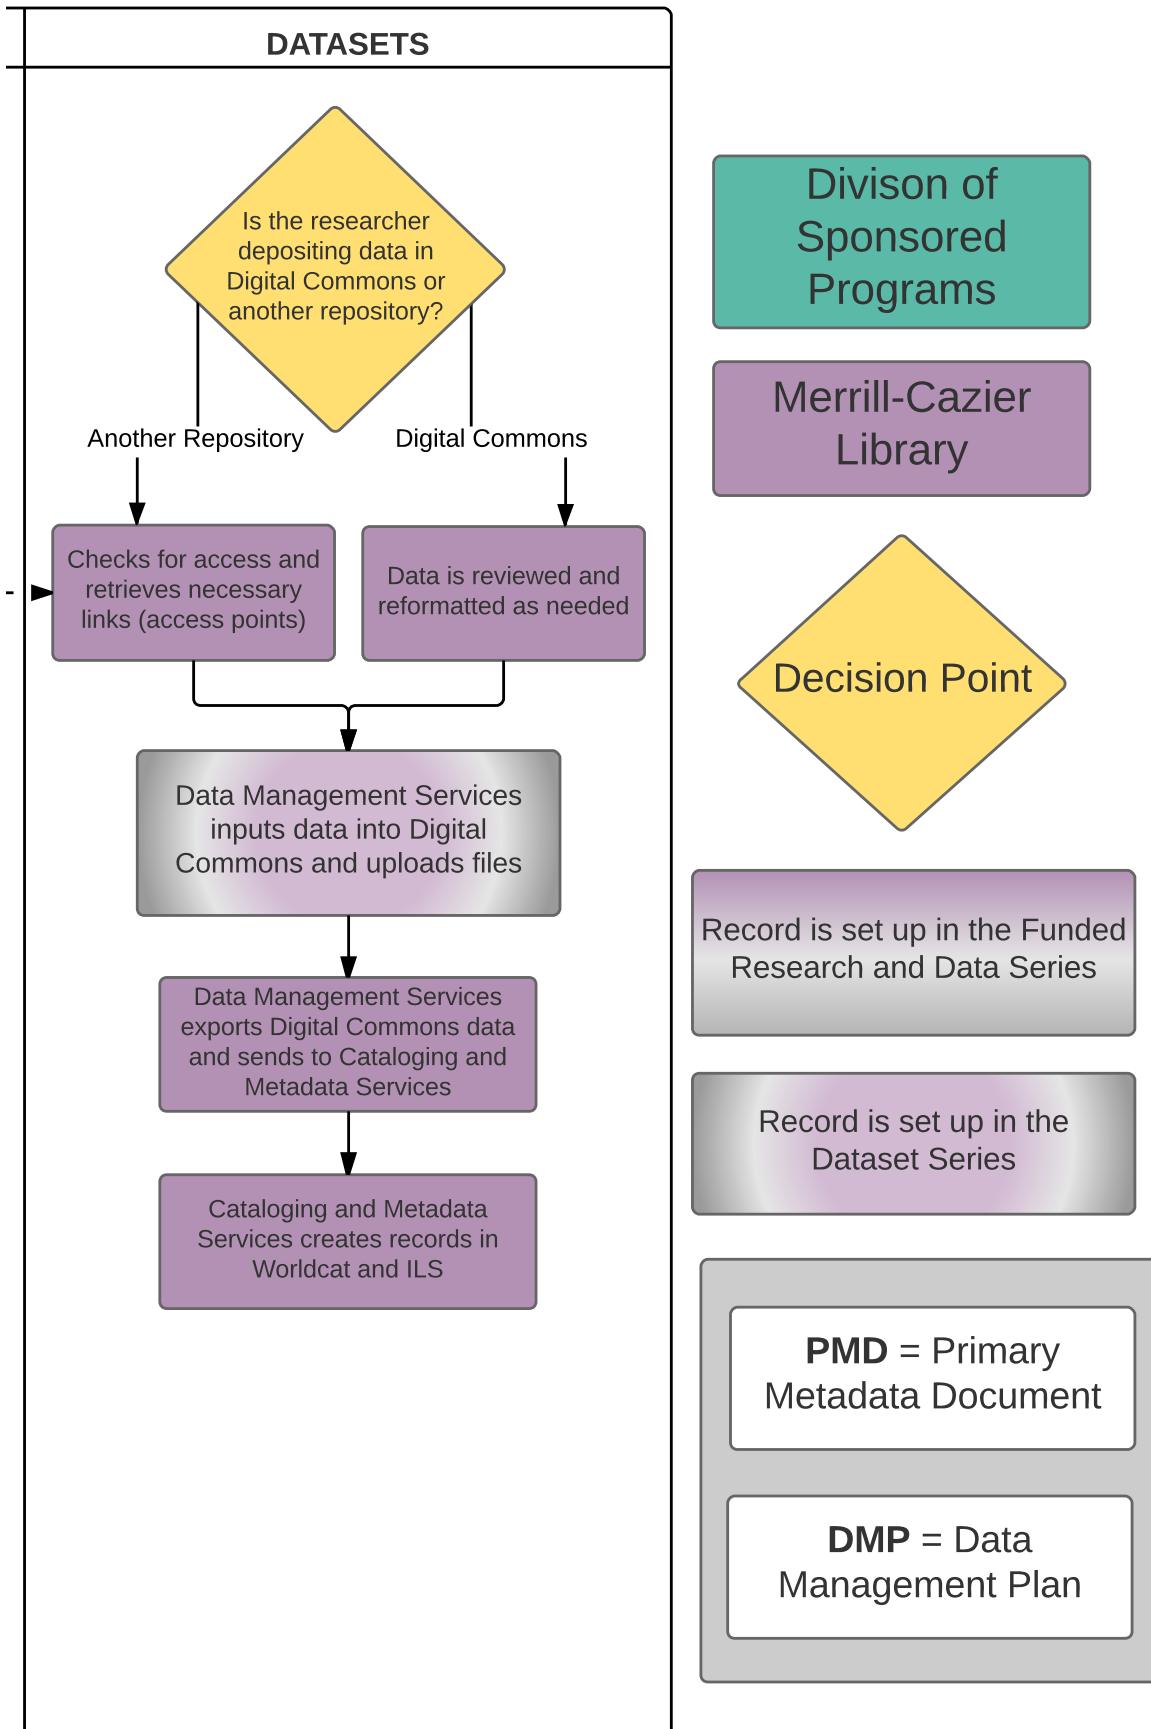 DATASETS
Is the researcher
depositing data in
Digital Commons or
another repository?
Another Repository
Digital Commons
Checks for access and
retrieves necessary
links (access points)
Data is reviewed and
reformatted as needed
Data Management Services
inputs data into Digital
Commons and uploads files
Data Management Services
exports Digital Commons data
and sends to Cataloging and
Metadata Services
Cataloging and Metadata
Services creates records in
Worldcat and ILS
Divison of
Sponsored
Programs
Merrill-Cazier
Library
Decision Point
Record is set up in the Funded
Research and Data Series
Record is set up in the
Dataset Series
PMD = Primary
Metadata Document
DMP = Data
Management Plan